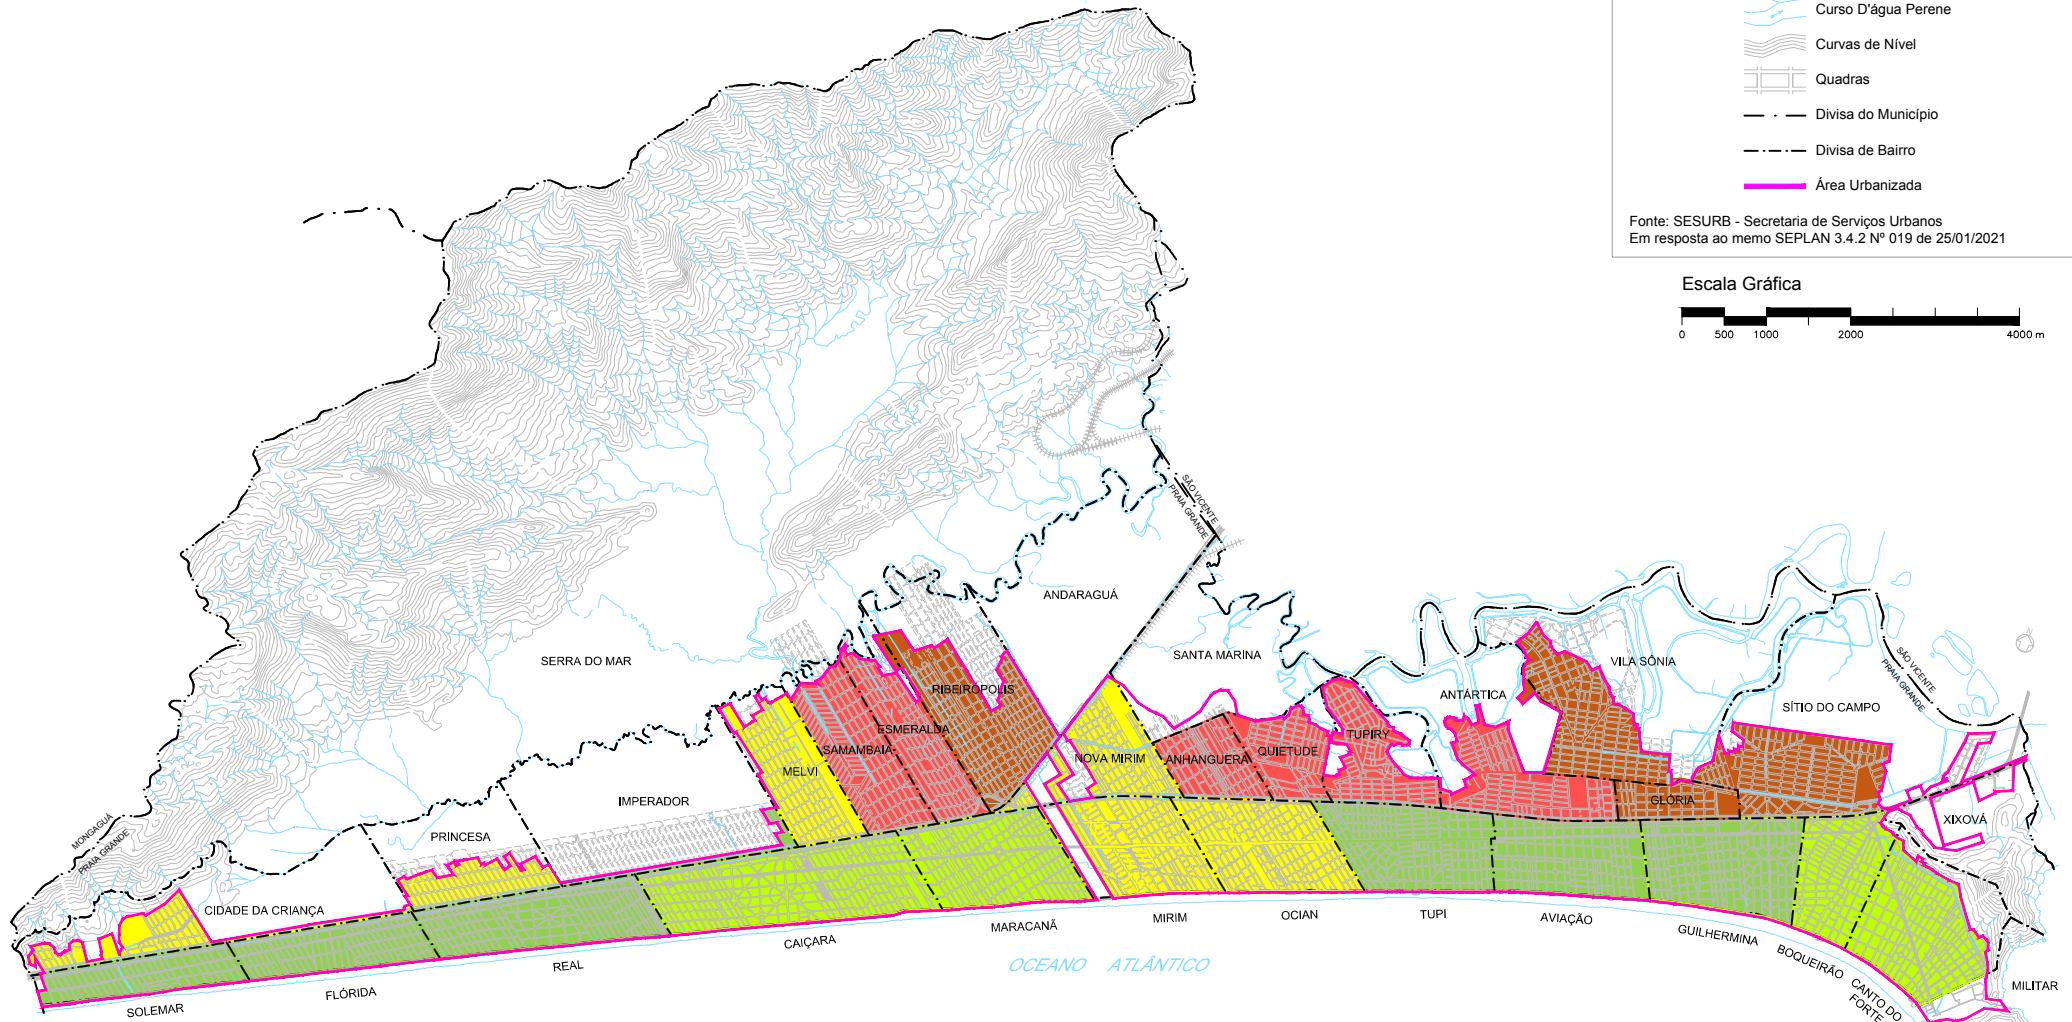 Curso D'água Perene
Curvas de Nível
Quadras
Divisa do Município
Divisa de Bairro
Área Urbanizada
Fonte: SESURB - Secretaria de Serviços Urbanos
Em resposta ao memo SEPLAN 3.4.2 Nº 019 de 25/01/2021
Escala Gráfica
0 500 1000 2000 4000 m
SÃO VICENTE
PRAIA GRANDE
ANDARAGUÁ
SANTA MARINA
SERRA DO MAR
VILA SÔNIA
SÃO VICENTE
PRAIA GRANDE
RIBEIROPOLIS
ANTÁRTICA
SÍTIO DO CAMPO
ESMERALDA
TUPIRY
SAMAMBAIA
QUIETUDE
NOVA MIRIM
ANHANGUERA
MELVI
IMPERADOR
GLÓRIA
XIXOVÁ
PRINCESA
MONGAGUÁ
PRAIA GRANDE
CIDADE DA CRIANÇA
MIRIM
OCIAN
TUPI
AVIAÇÃO
MARACANÃ
GUILHERMINA
CAIÇARA
BOQUEIRÃO
REAL
OCEANO ATLÂNTICO
MILITAR
FLÓRIDA
CANTO DO
FORTE
SOLEMAR